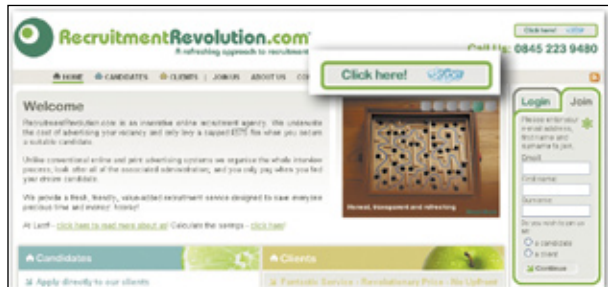 RecruitmentRevolution.com
A refreshing approach to recruitment
Click here!
Call Us: 0845 223 9480
HOME CANDIDATES CLIENTS | JOIN US ABOUT US
Click here!
Welcome
RecruitmentRevolution.com is an innovative online recruitment agency. We underwrite
the cost of advertising your vacancy and only levy a capped fee when you secure
a suitable candidate.
Unlike conventional online and print advertising systems we organise the whole interview
process, look after all of the associated administration, and you only pay when you find
your dream candidate.
We provide a fresh, friendly, value-added recruitment service designed to save everyone
precious time and money!
At Last! - click here to read more about us! Calculate the savings - click here!
Honest, transparent and refreshing
Login Join
Please enter your
e-mail address,
first name and
surname to join.
Email:
First name:
Surname:
Do you wish to join us
as:
a candidate
a client
Continue
Candidates
Clients
Apply directly to our clients
Fantastic Service - Revolutionary Price - No Upfront